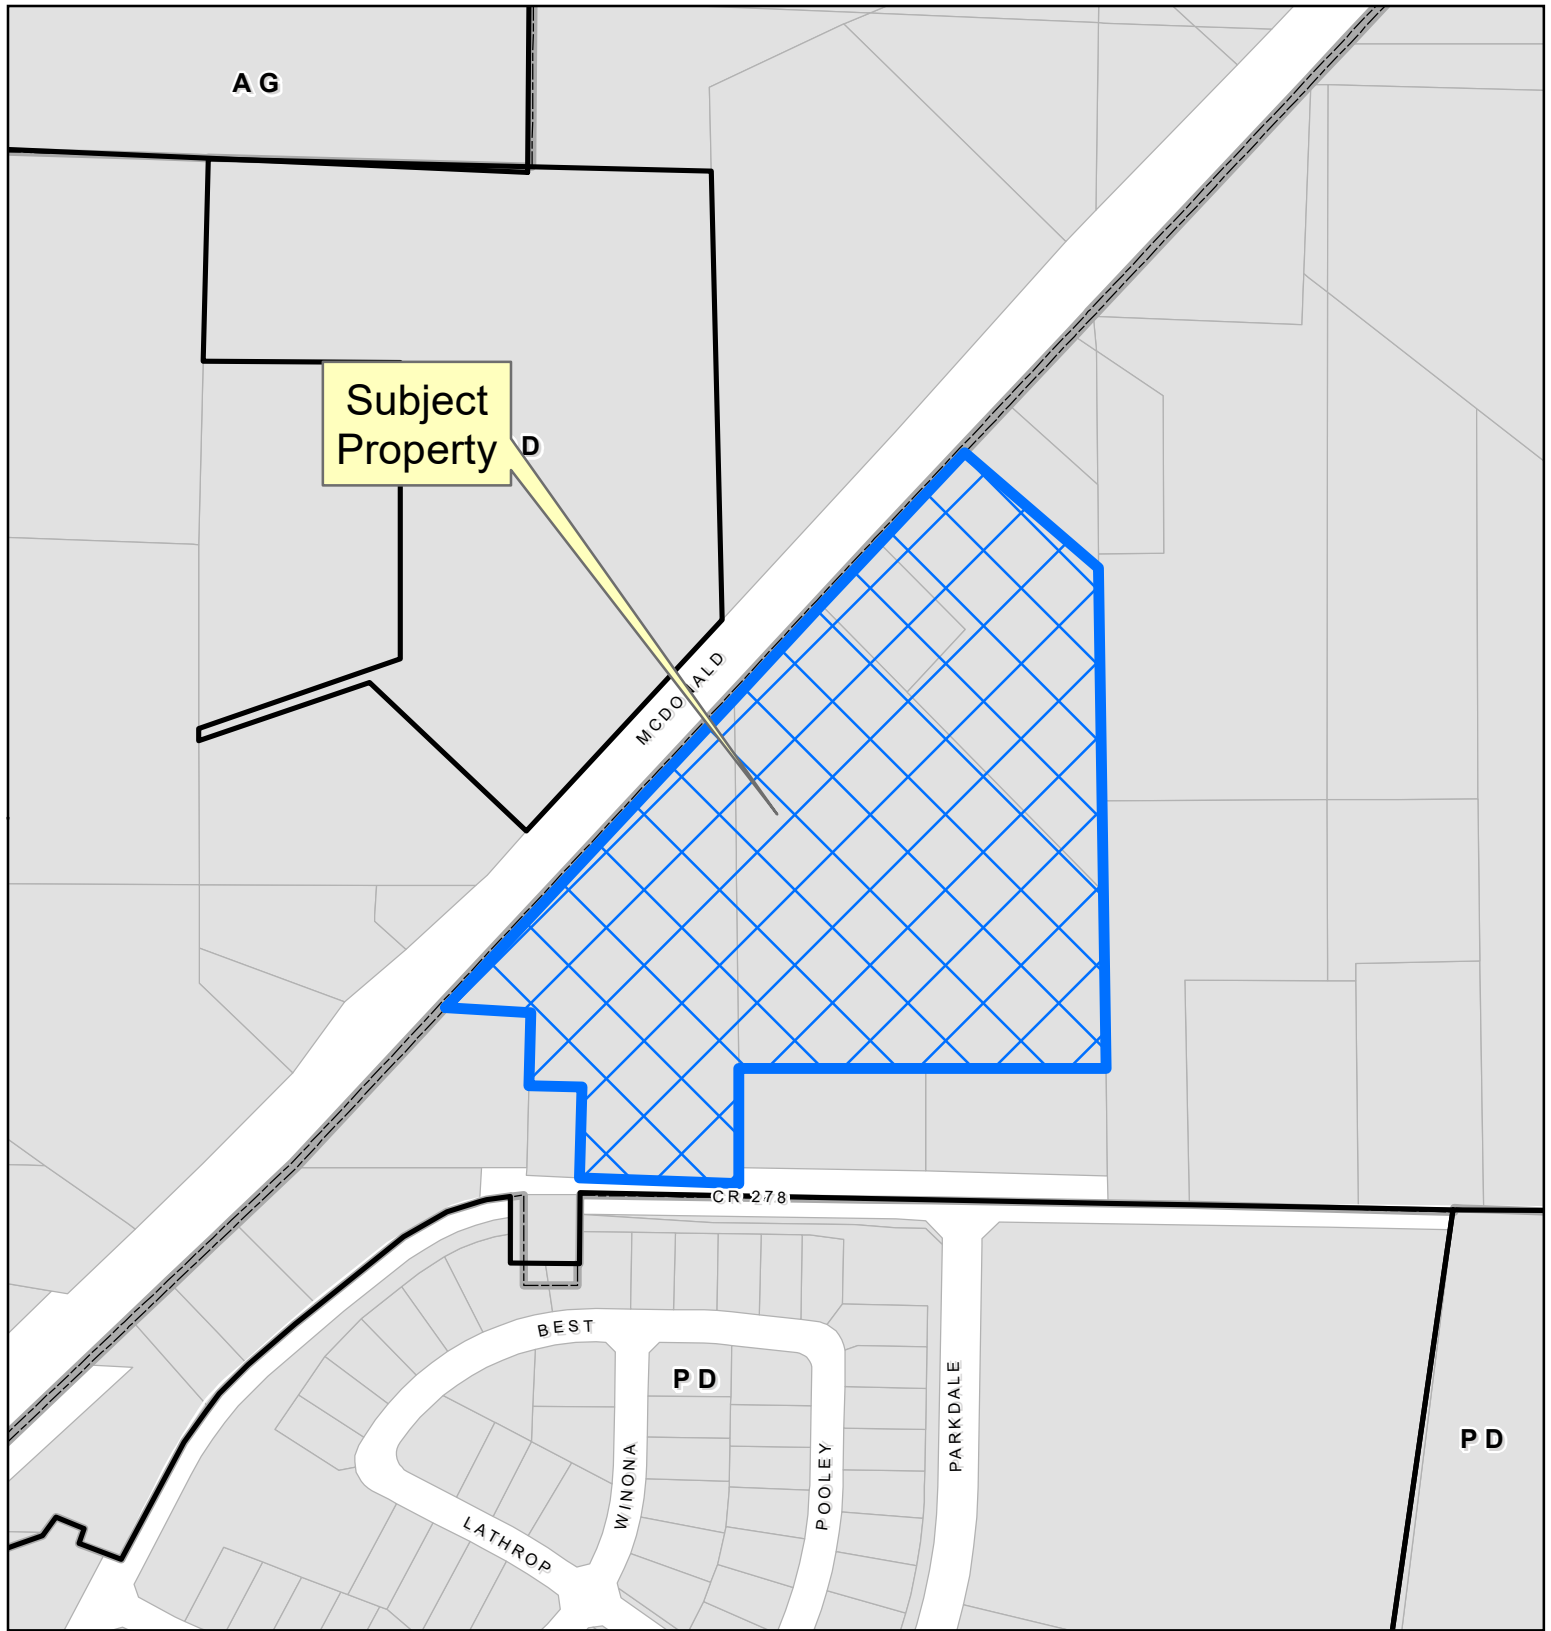 AG
Subject
Property
D
MCDONALD
CR 278
BEST
PD
PARKDALE
PD
WINONA
POOLEY
LATHROP